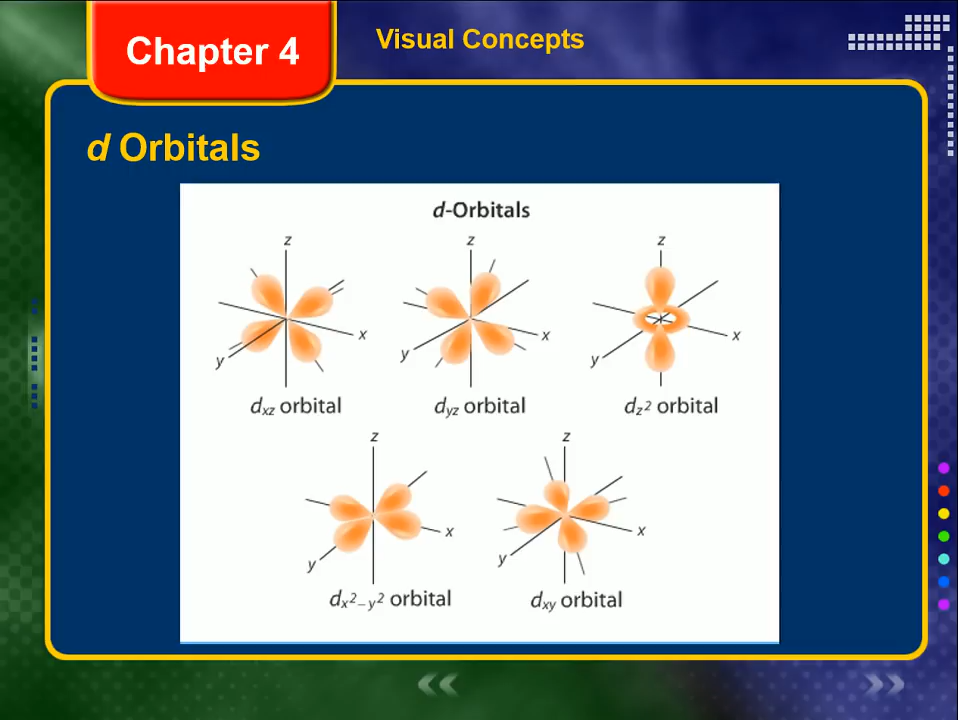 Chapter 4
Visual Concepts
d Orbitals
d-Orbitals
z
z
z
x
x
x
y
y
y
dxz orbital
dyz orbital
dz² orbital
z
z
x
x
y
y
dx²−y² orbital
dxy orbital